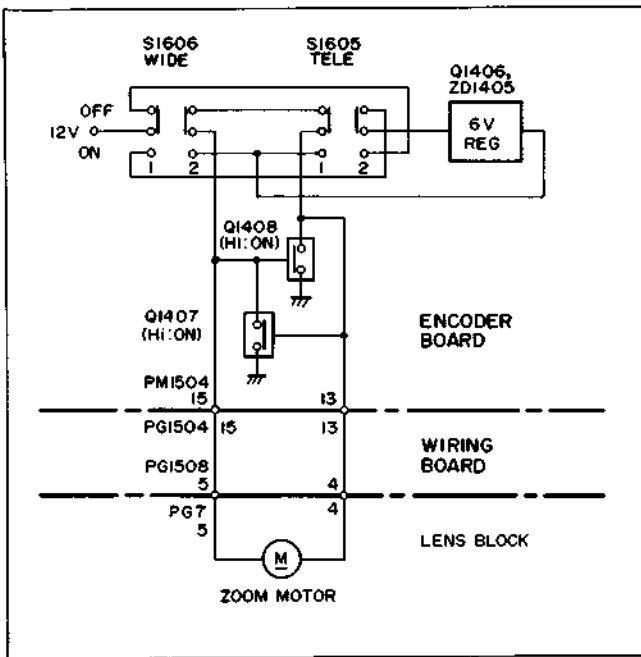 S1606
WIDE
S1605
TELE
Q1406,
ZD1405
OFF
12V
ON
1 2
1 2
6V
REG
Q1408
(HI:ON)
Q1407
(HI:ON)
ENCODER
BOARD
PM1504
15 13
PG1504 15 13
WIRING
BOARD
PG1508
5 4
PG7 4
5
LENS BLOCK
M
ZOOM MOTOR